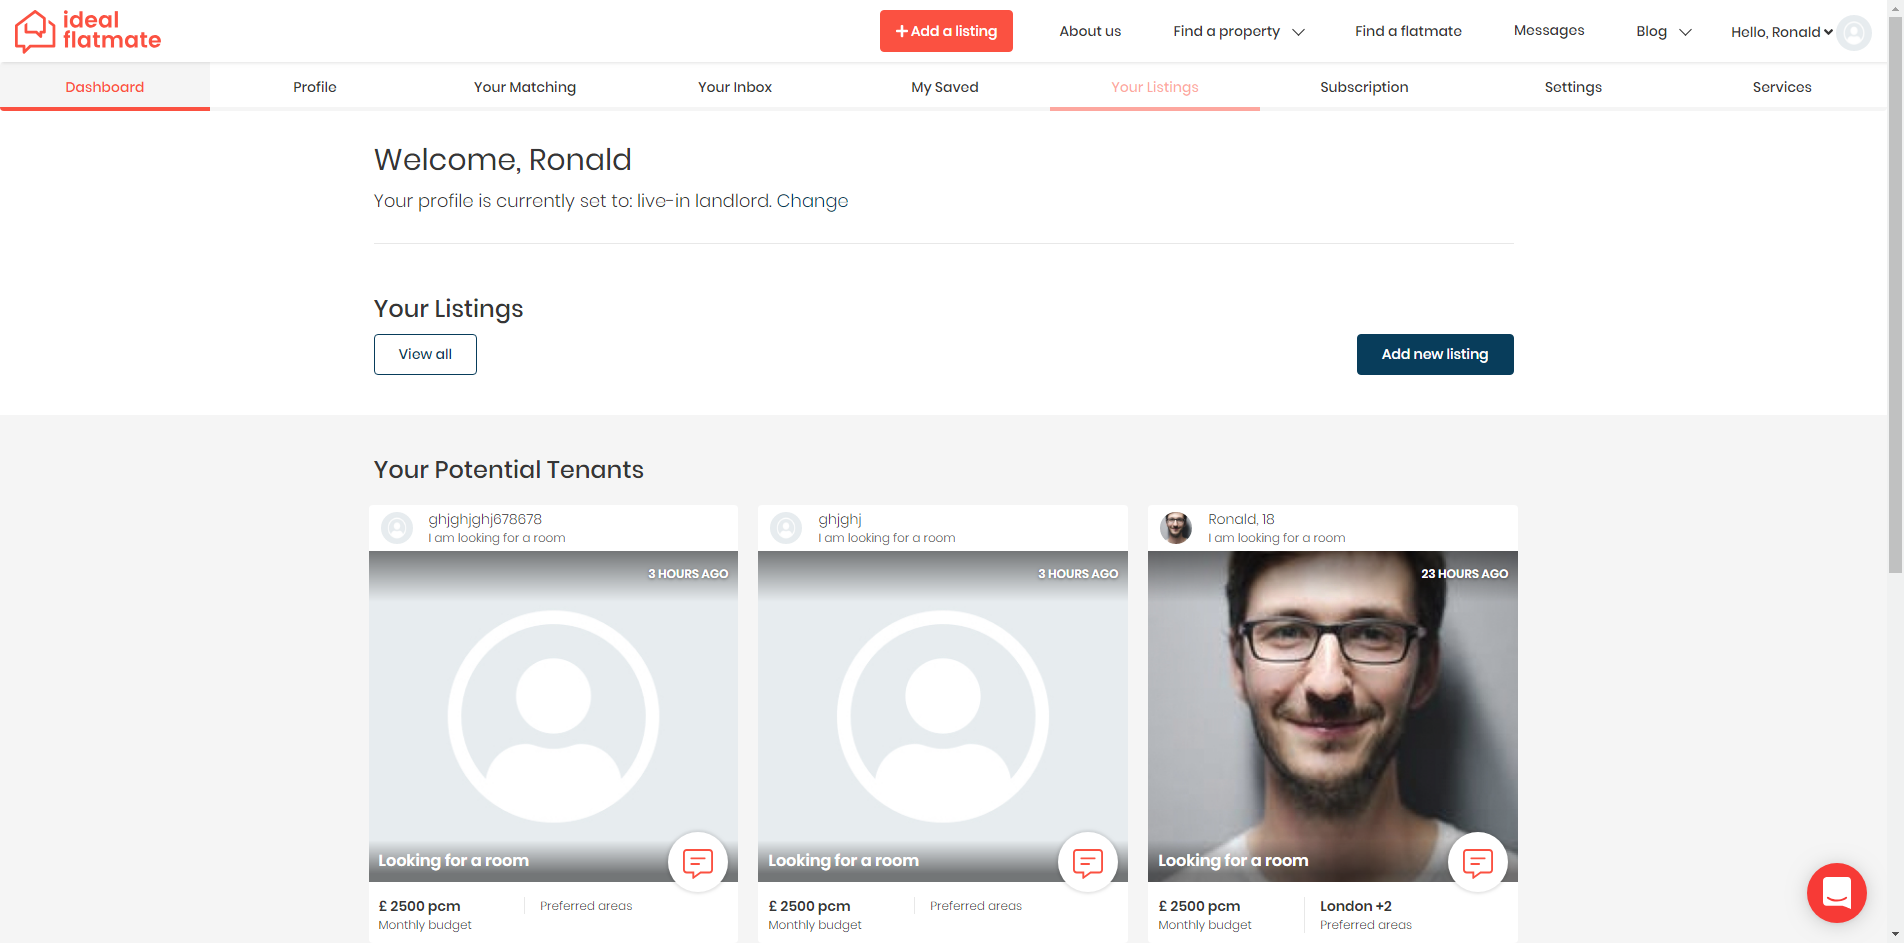 ideal
flatmate
Add a listing
About us
Find a property
Find a flatmate
Messages
Blog
Hello, Ronald
Dashboard
Profile
Your Matching
Your Inbox
My Saved
Your Listings
Subscription
Settings
Services
Welcome, Ronald
Your profile is currently set to: live-in landlord. Change
Your Listings
View all
Add new listing
Your Potential Tenants
ghjghjghj678678
I am looking for a room
3 HOURS AGO
Looking for a room
£ 2500 pcm
Monthly budget
Preferred areas
ghjghj
I am looking for a room
3 HOURS AGO
Looking for a room
£ 2500 pcm
Monthly budget
Preferred areas
Ronald, 18
I am looking for a room
23 HOURS AGO
Looking for a room
£ 2500 pcm
Monthly budget
London +2
Preferred areas